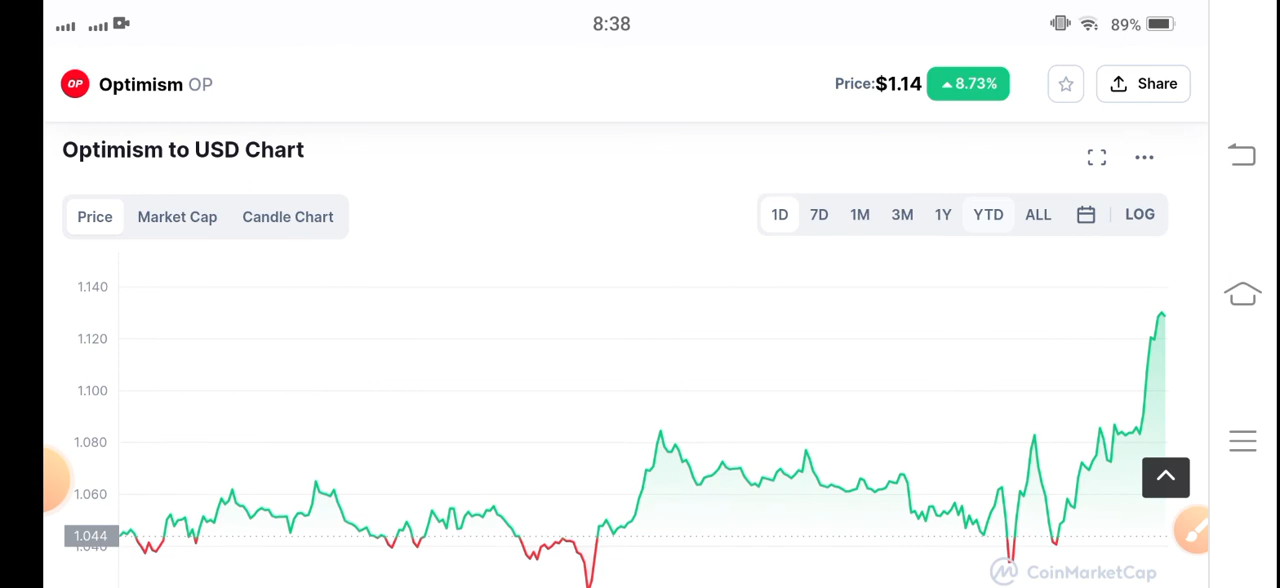 8:38
89%
OP Optimism OP
Price:$1.14 8.73%
Share
Optimism to USD Chart
Price Market Cap Candle Chart
1D 7D 1M 3M 1Y YTD ALL LOG
1.140
1.120
1.100
1.080
1.060
1.044
1.040
CoinMarketCap